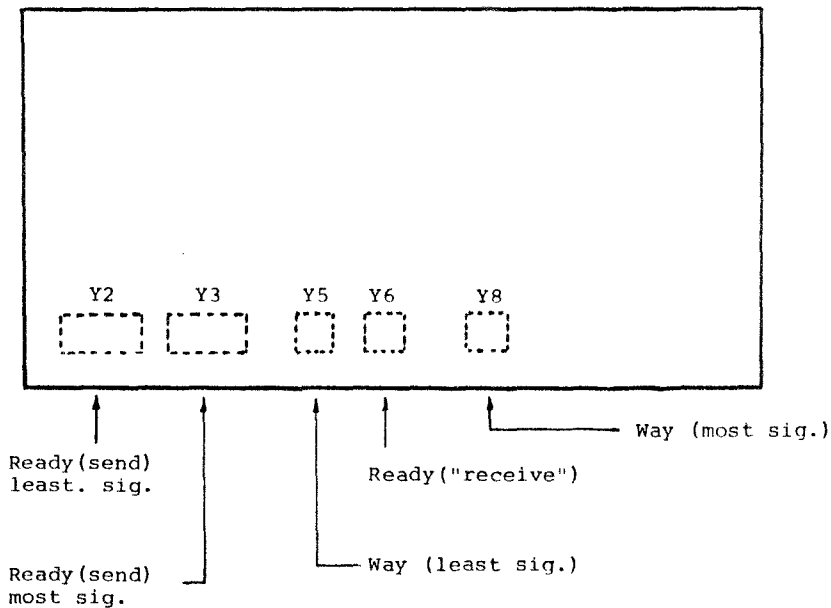 Y2 Y3 Y5 Y6 Y8
Way (most sig.)
Ready(send)
least. sig.
Ready("receive")
Way (least sig.)
Ready(send)
most sig.